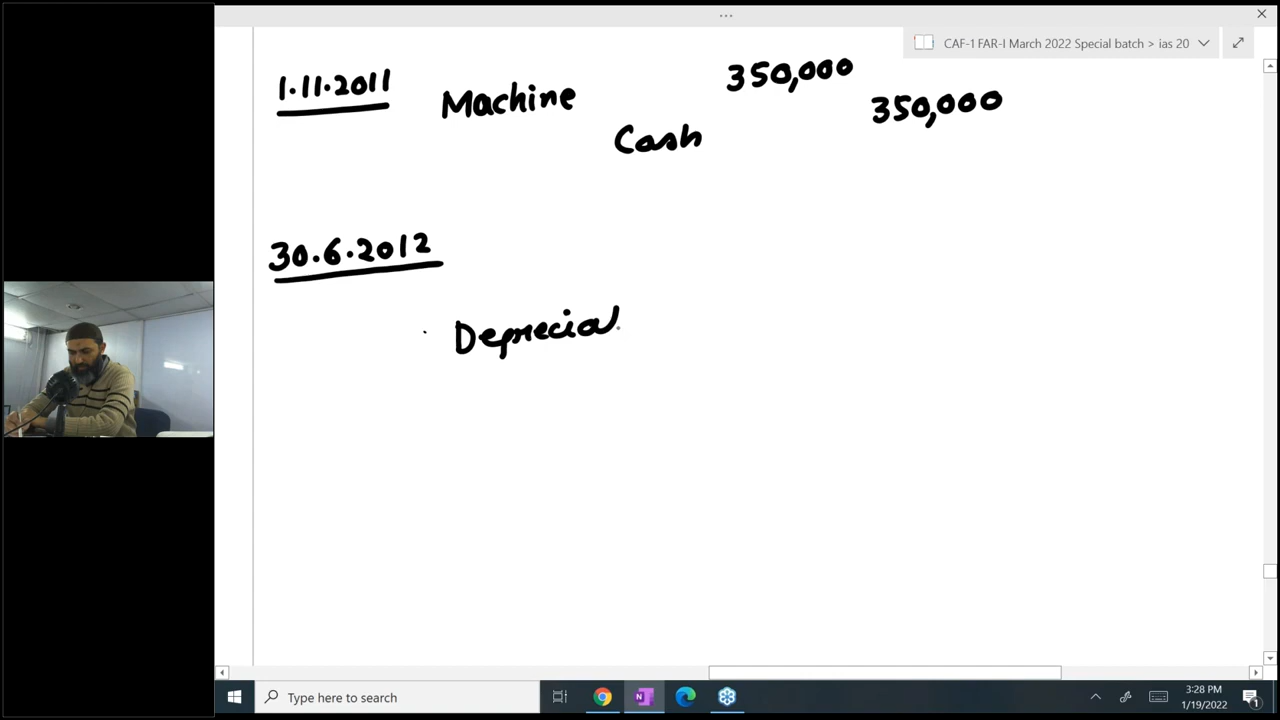 CAF-1 FAR-I March 2022 Special batch > ias 20
1.11.2011 Machine 350,000
Cash 350,000
30.6.2012
Depreciat
Type here to search
3:28 PM
1/19/2022
1